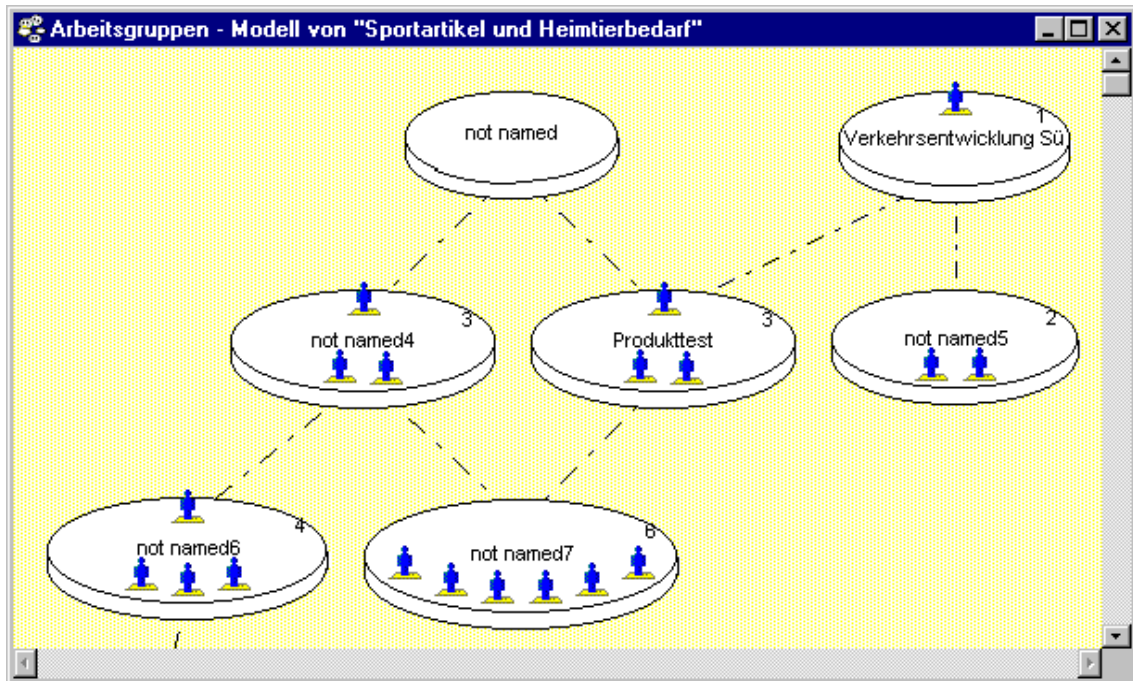 Arbeitsgruppen - Modell von "Sportartikel und Heimtierbedarf"
not named
1
Verkehrsentwicklung Sü
3
not named4
3
Produkttest
2
not named5
4
not named6
6
not named7